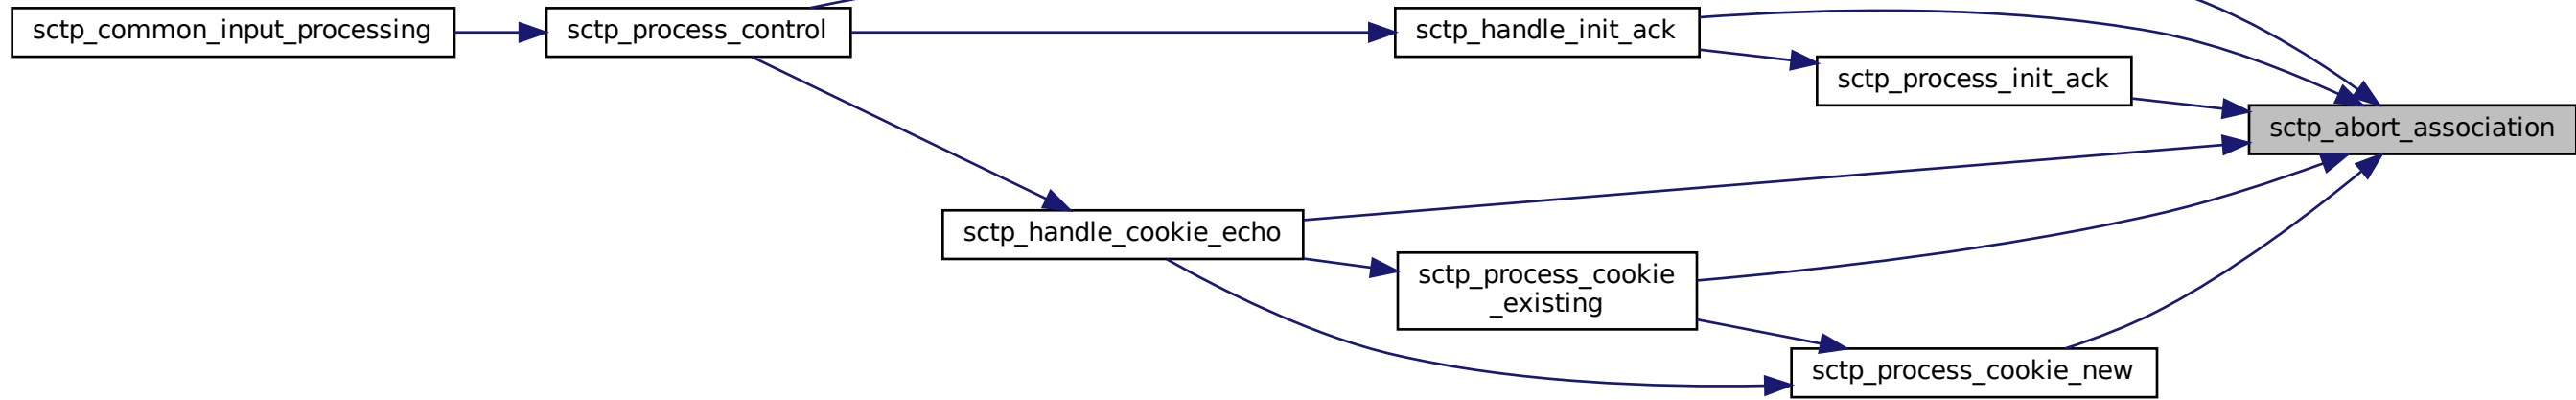 sctp_common_input_processing
sctp_process_control
sctp_handle_init_ack
sctp_process_init_ack
sctp_abort_association
sctp_handle_cookie_echo
sctp_process_cookie
_existing
sctp_process_cookie_new